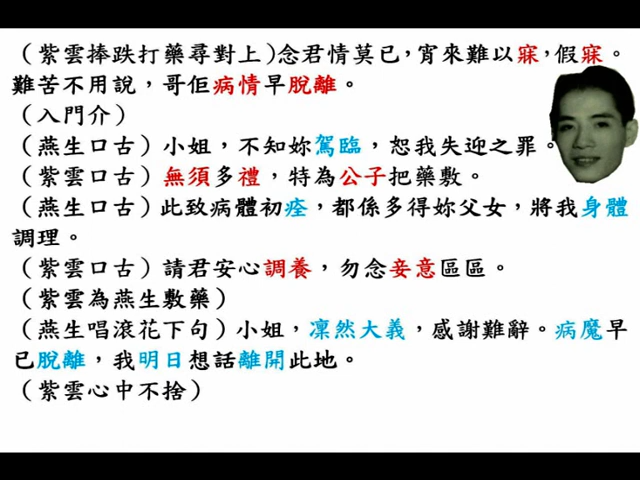 （紫雲捧跌打藥尋對上）念君情莫已，宵來難以寐，假寐。
難苦不用說，哥佢病情早脫離。
（入門介）
（燕生口古）小姐，不知妳駕臨，恕我失迎之罪。
（紫雲口古）無須多禮，特為公子把藥敷。
（燕生口古）此致病體初痊，都係多得妳父女，將我身體
調理。
（紫雲口古）請君安心調養，勿念妾意區區。
（紫雲為燕生敷藥）
（燕生唱滾花下句）小姐，凜然大義，感謝難辭。病魔早
已脫離，我明日想話離開此地。
（紫雲心中不捨）